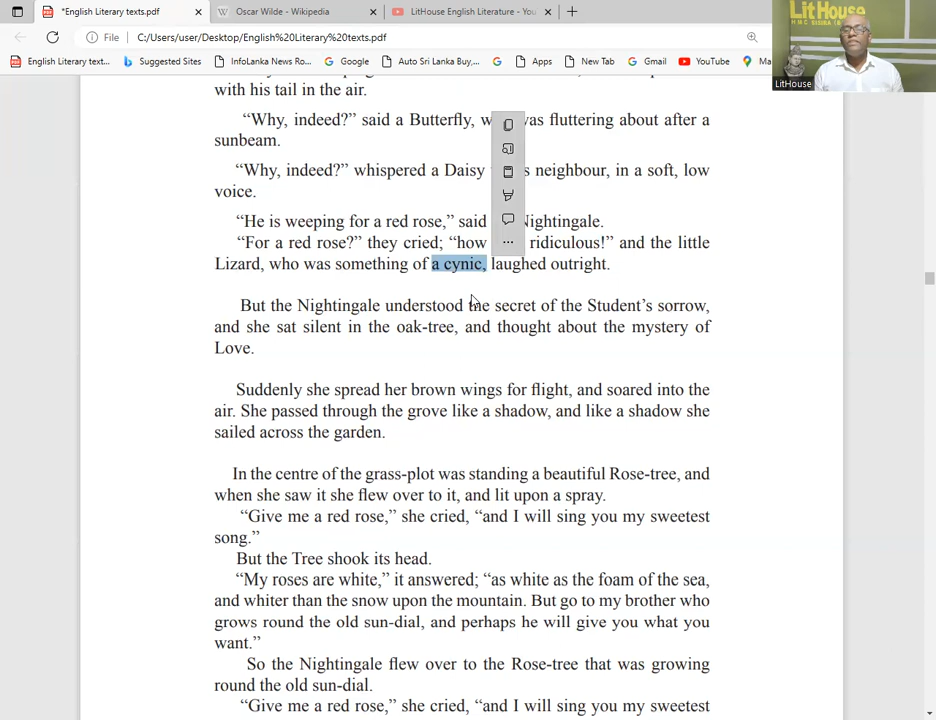 *English Literary texts.pdf
Oscar Wilde - Wikipedia
LitHouse English Literature - You
File
C:/Users/user/Desktop/English%20Literary%20texts.pdf
English Literary text...
Suggested Sites
InfoLanka News Ro...
Google
Auto Sri Lanka Buy,...
Apps
New Tab
Gmail
YouTube
LitHouse
LitHouse
with his tail in the air.
“Why, indeed?” said a Butterfly, w was fluttering about after a
sunbeam.
“Why, indeed?” whispered a Daisy neighbour, in a soft, low
voice.
“He is weeping for a red rose,” said Nightingale.
“For a red rose?” they cried; “how ridiculous!” and the little
Lizard, who was something of a cynic, laughed outright.
But the Nightingale understood the secret of the Student’s sorrow,
and she sat silent in the oak-tree, and thought about the mystery of
Love.
Suddenly she spread her brown wings for flight, and soared into the
air. She passed through the grove like a shadow, and like a shadow she
sailed across the garden.
In the centre of the grass-plot was standing a beautiful Rose-tree, and
when she saw it she flew over to it, and lit upon a spray.
“Give me a red rose,” she cried, “and I will sing you my sweetest
song.”
But the Tree shook its head.
“My roses are white,” it answered; “as white as the foam of the sea,
and whiter than the snow upon the mountain. But go to my brother who
grows round the old sun-dial, and perhaps he will give you what you
want.”
So the Nightingale flew over to the Rose-tree that was growing
round the old sun-dial.
“Give me a red rose,” she cried, “and I will sing you my sweetest